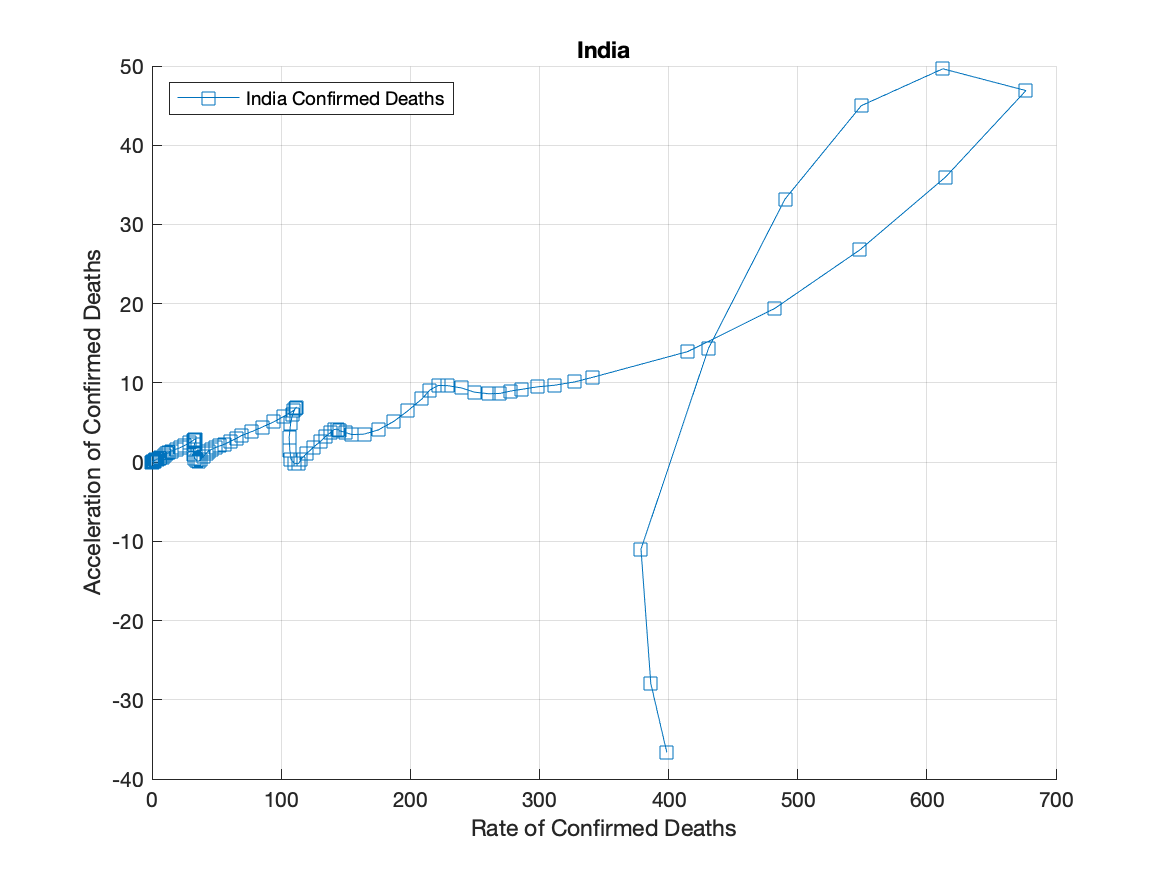 India
India Confirmed Deaths
50
40
30
20
10
0
-10
-20
-30
-40
Acceleration of Confirmed Deaths
0 100 200 300 400 500 600 700
Rate of Confirmed Deaths